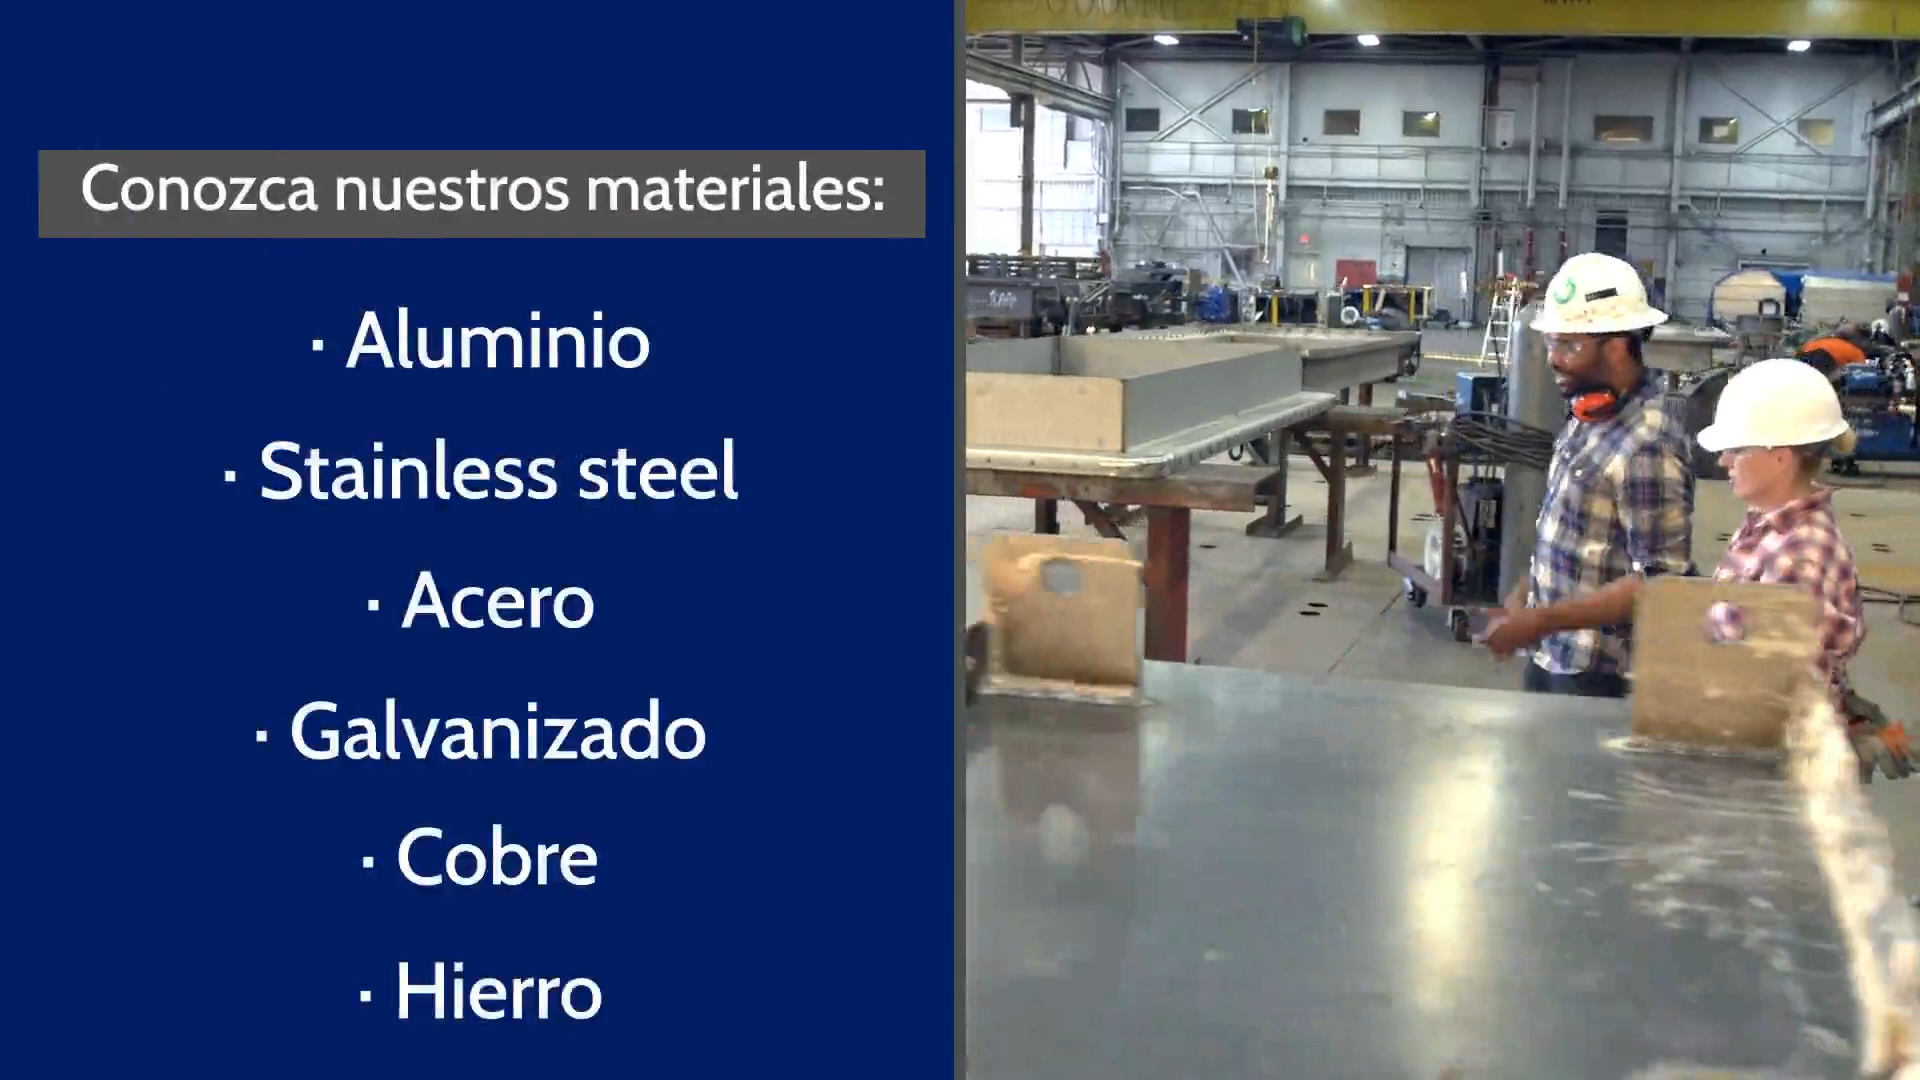 Conozca nuestros materiales:
· Aluminio
· Stainless steel
· Acero
· Galvanizado
· Cobre
· Hierro